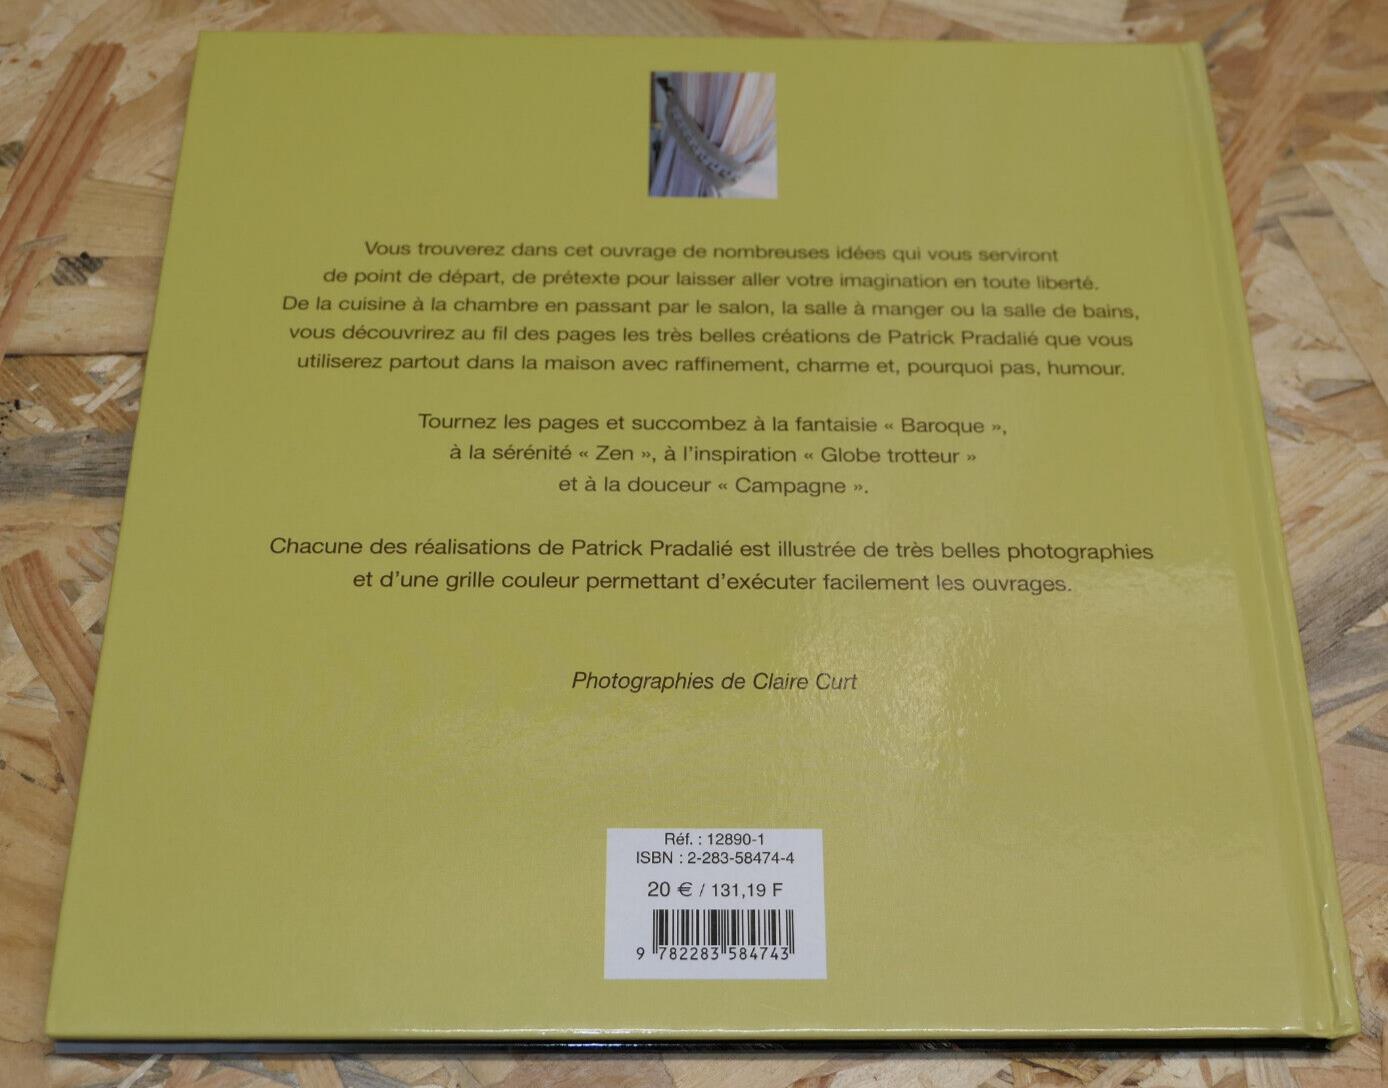 Vous trouverez dans cet ouvrage de nombreuses idées qui vous serviront
de point de départ, de prétexte pour laisser aller votre imagination en toute liberté.
De la cuisine à la chambre en passant par le salon, la salle à manger ou la salle de bains,
vous découvrirez au fil des pages les très belles créations de Patrick Pradalié que vous
utiliserez partout dans la maison avec raffinement, charme et, pourquoi pas, humour.
Tournez les pages et succombez à la fantaisie « Baroque »,
à la sérénité « Zen », à l'inspiration « Globe trotteur »
et à la douceur « Campagne ».
Chacune des réalisations de Patrick Pradalié est illustrée de très belles photographies
et d'une grille couleur permettant d'exécuter facilement les ouvrages.
Photographies de Claire Curt
Réf. : 12890-1
ISBN : 2-283-58474-4
20 € / 131,19 F
9 782283 584743